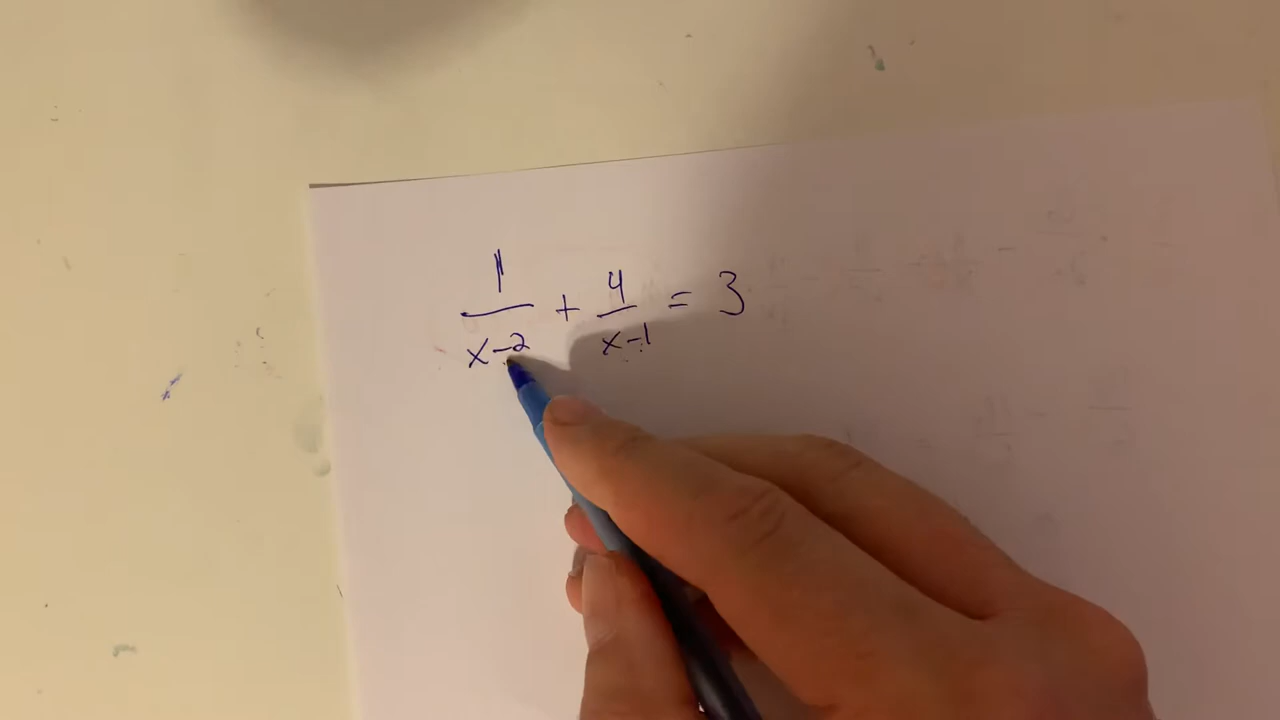 1/(x-2) + 4/(x-1) = 3